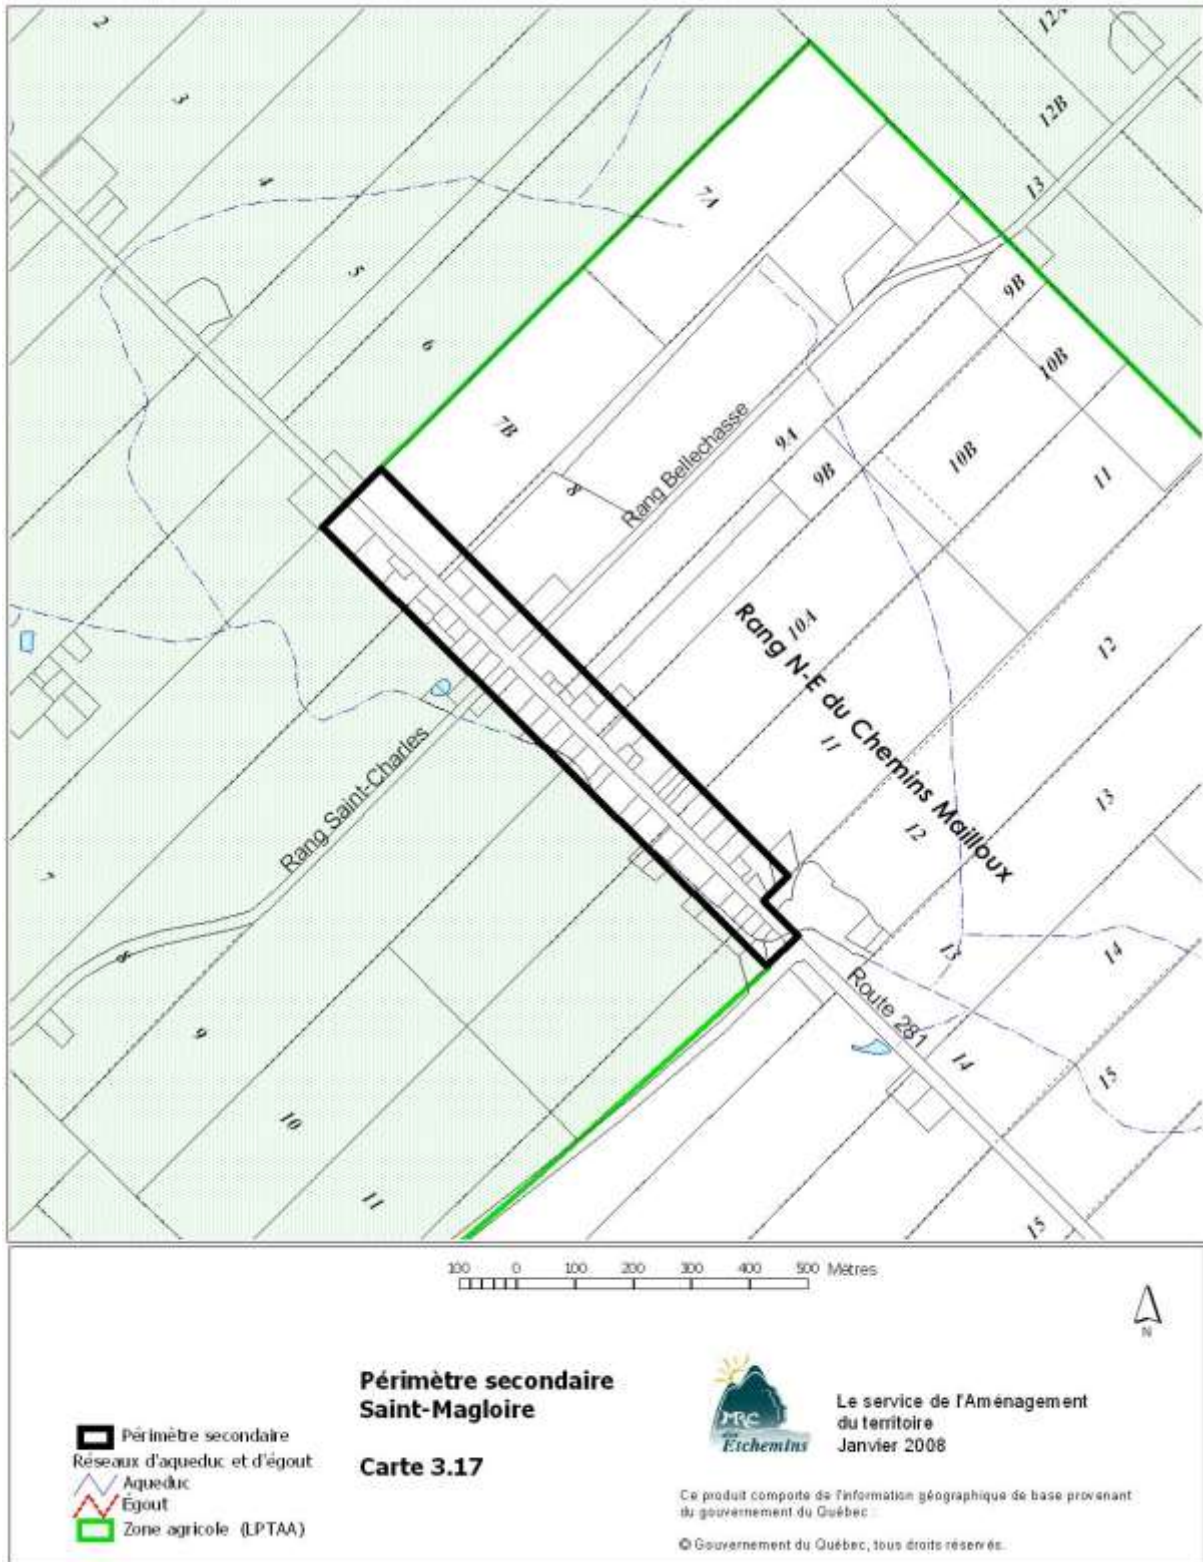 2
3
4
5
6
7A
7B
8
12A
12B
13
9B
10B
9A
9B
10B
11
10A
11
12
12
13
13
14
14
15
15
7
8
9
10
11
Rang Bellechasse
Rang N-E du Chemins Mailloux
Rang Saint-Charles
Route 281
100 0 100 200 300 400 500 Mètres
N
Périmètre secondaire
Saint-Magloire
Carte 3.17
Périmètre secondaire
Réseaux d'aqueduc et d'égout
Aqueduc
Égout
Zone agricole (LPTAA)
MRC
des
Etchemins
Le service de l'Aménagement
du territoire
Janvier 2008
Ce produit comporte de l'information géographique de base provenant
du gouvernement du Québec.
© Gouvernement du Québec, tous droits réservés.